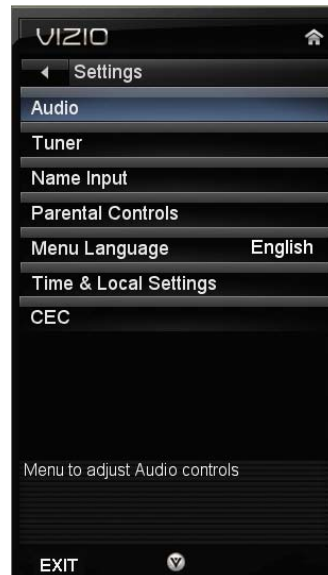 VIZIO
Settings
Audio
Tuner
Name Input
Parental Controls
Menu Language English
Time & Local Settings
CEC
Menu to adjust Audio controls
EXIT V